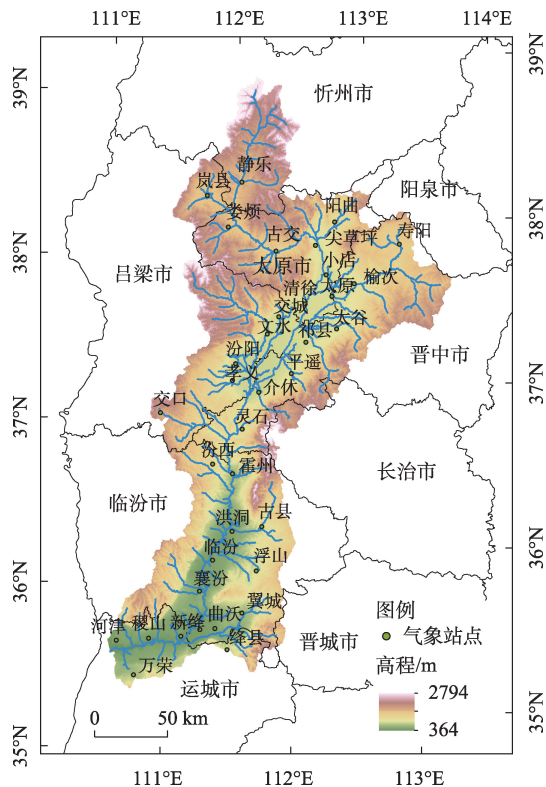 111°E
112°E
113°E
114°E
39°N
39°N
忻州市
静乐
岚县
阳曲
阳泉市
娄烦
寿阳
38°N
38°N
古交
尖草坪
太原市
小店
吕梁市
清徐
太原
榆次
交城
文水
祁县
太谷
汾阳
平遥
晋中市
孝义
介休
37°N
37°N
交口
灵石
汾西
霍州
长治市
临汾市
洪洞
古县
临汾
浮山
36°N
36°N
襄汾
翼城
图例
河津
稷山
新绛
曲沃
气象站点
绛县
晋城市
高程/m
万荣
运城市
2794
0
50 km
364
35°N
35°N
111°E
112°E
113°E